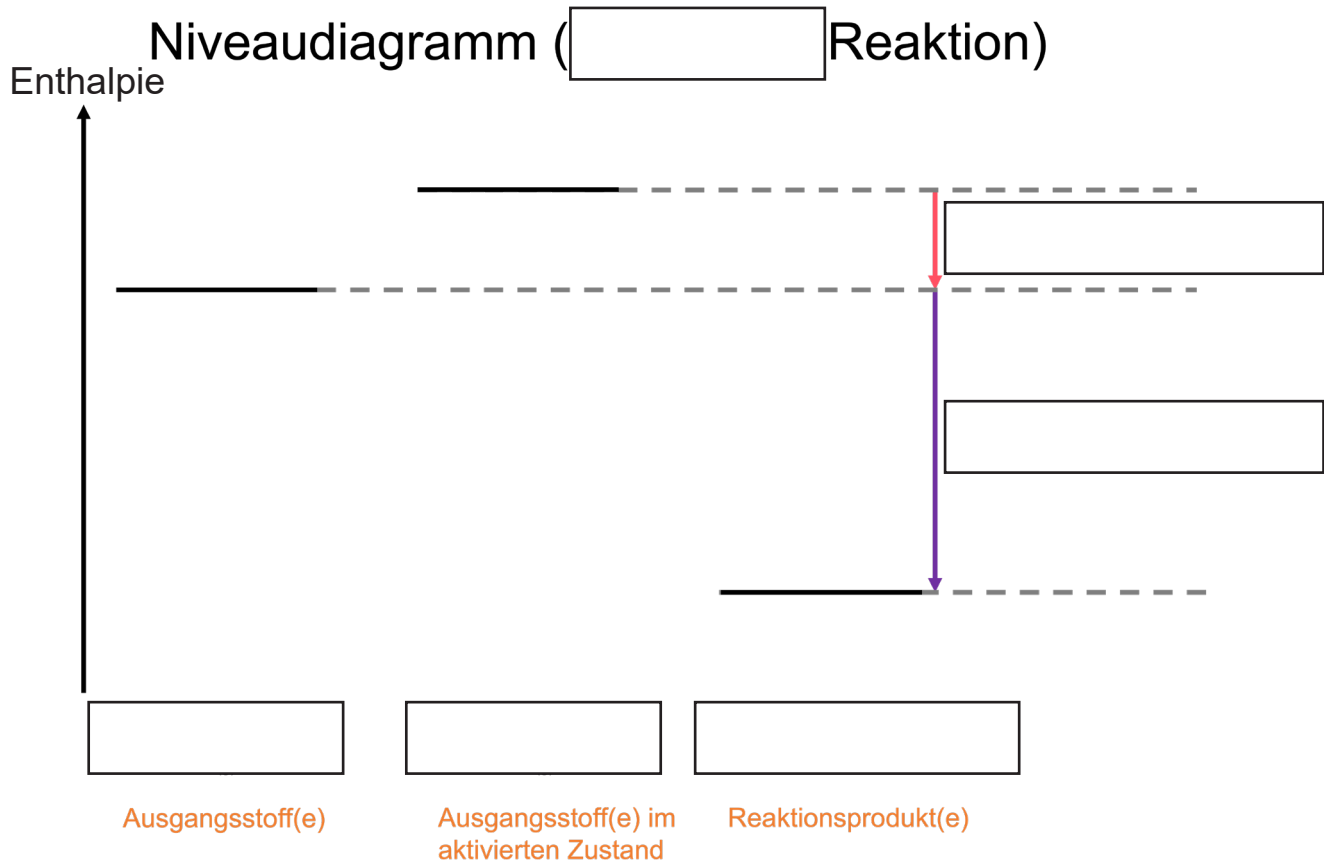 Niveaudiagramm ( Reaktion)
Enthalpie
Ausgangsstoff(e)
Ausgangsstoff(e) im
aktivierten Zustand
Reaktionsprodukt(e)